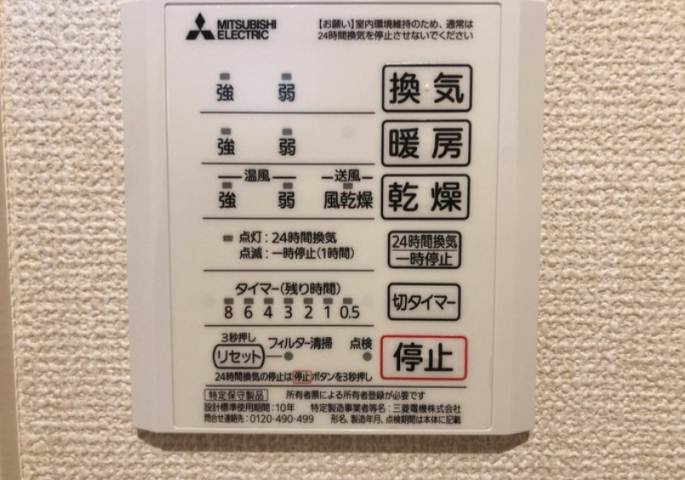 MITSUBISHI
ELECTRIC
【お願い】室内環境維持のため、通常は
24時間換気を停止させないでください
強 弱 換気
強 弱 暖房
温風 送風
強 弱 風乾燥 乾燥
点灯：24時間換気
点滅：一時停止(1時間)
24時間換気
一時停止
タイマー(残り時間)
8 6 4 3 2 1 0.5
切タイマー
3秒押し
リセット フィルター清掃 点検
停止
24時間換気の停止は停止ボタンを3秒押し
特定保守製品 所有者票による所有者登録が必要です
設計標準使用期間：10年 特定製造事業者等名：三菱電機株式会社
問合せ連絡先：0120-490-499 形名、製造年月、点検期間は本体に記載